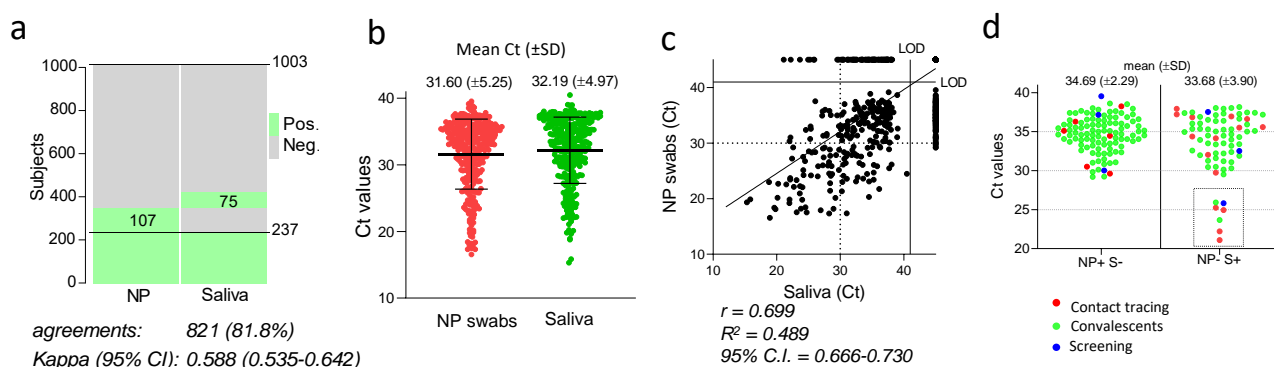 a
1000
800
600
400
200
0
Subjects
1003
237
Pos.
Neg.
107
75
NP
Saliva
agreements: 821 (81.8%)
Kappa (95% CI): 0.588 (0.535-0.642)
b
Mean Ct (±SD)
31.60 (±5.25) 32.19 (±4.97)
40
30
20
10
Ct values
NP swabs
Saliva
c
LOD
LOD
40
30
20
10
NP swabs (Ct)
10 20 30 40
Saliva (Ct)
r = 0.699
R² = 0.489
95% C.I. = 0.666-0.730
d
mean (±SD)
34.69 (±2.29) 33.68 (±3.90)
40
35
30
25
20
Ct values
NP+ S-
NP- S+
Contact tracing
Convalescents
Screening